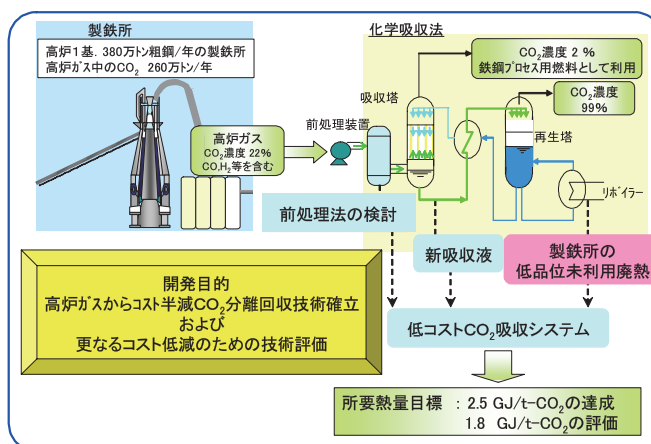 製鉄所
高炉1基、380万トン粗鋼/年の製鉄所
高炉ガス中のCO₂ 260万トン/年
化学吸収法
CO₂濃度 2 %
鉄鋼プロセス用燃料として利用
吸収塔
CO₂濃度
99%
前処理装置
再生塔
高炉ガス
CO₂濃度 22%
CO,H₂等を含む
リボイラー
前処理法の検討
新吸収液
製鉄所の
低品位未利用廃熱
開発目的
高炉ガスからコスト半減CO₂分離回収技術確立
および
更なるコスト低減のための技術評価
低コストCO₂吸収システム
所要熱量目標 : 2.5 GJ/t-CO₂の達成
1.8 GJ/t-CO₂の評価